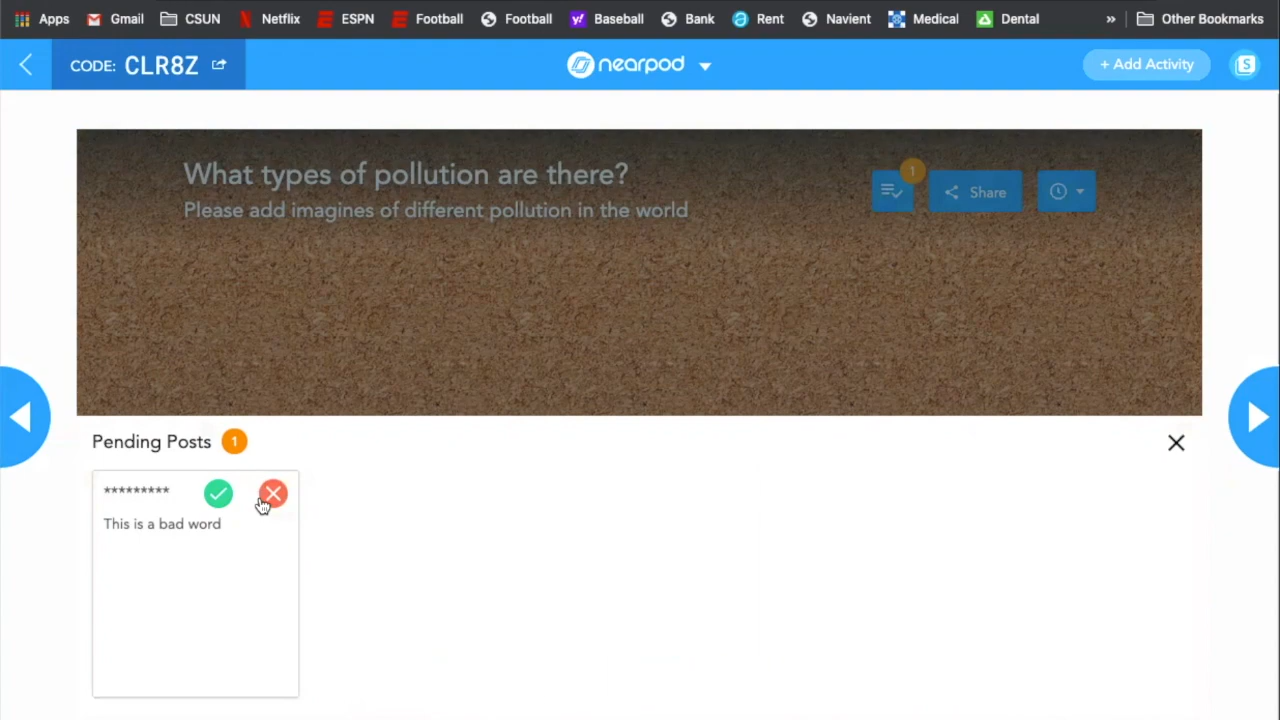 Apps Gmail CSUN Netflix ESPN Football Football Baseball Bank Rent Navient Medical Dental » Other Bookmarks
CODE: CLR8Z nearpod + Add Activity S
What types of pollution are there?
1
Please add imagines of different pollution in the world
Share
Pending Posts 1
*********
This is a bad word